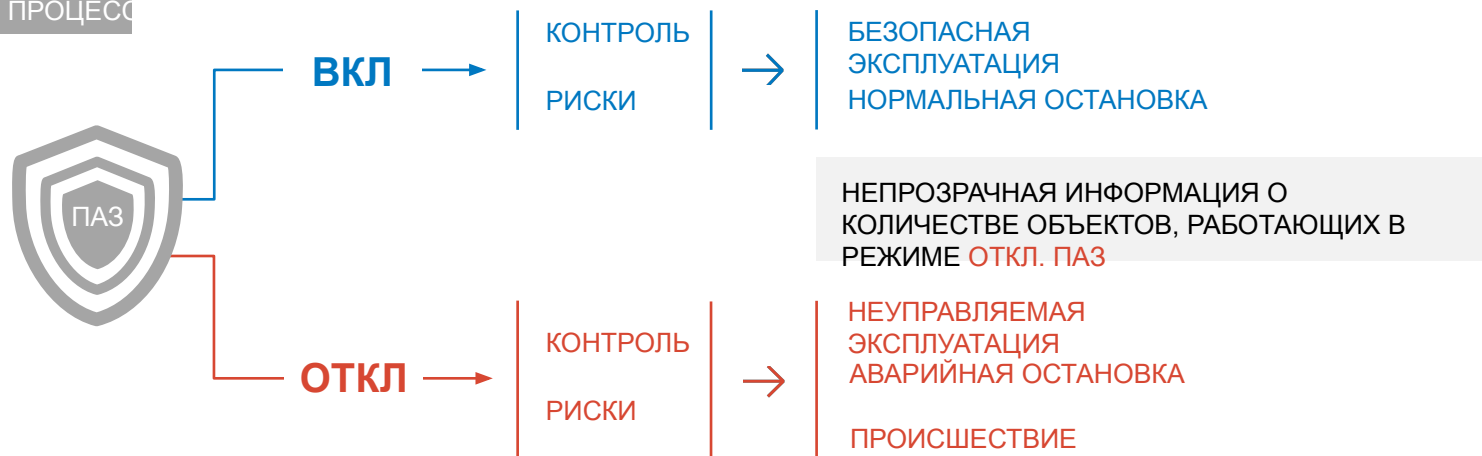 ПРОЦЕСС
ВКЛ
КОНТРОЛЬ
РИСКИ
БЕЗОПАСНАЯ
ЭКСПЛУАТАЦИЯ
НОРМАЛЬНАЯ ОСТАНОВКА
ПАЗ
НЕПРОЗРАЧНАЯ ИНФОРМАЦИЯ О
КОЛИЧЕСТВЕ ОБЪЕКТОВ, РАБОТАЮЩИХ В
РЕЖИМЕ ОТКЛ. ПАЗ
ОТКЛ
КОНТРОЛЬ
РИСКИ
НЕУПРАВЛЯЕМАЯ
ЭКСПЛУАТАЦИЯ
АВАРИЙНАЯ ОСТАНОВКА
ПРОИСШЕСТВИЕ